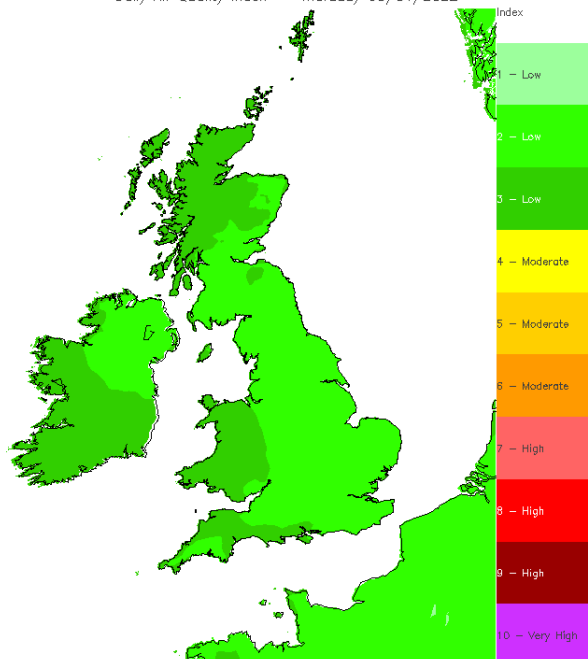 Index
1 - Low
2 - Low
3 - Low
4 - Moderate
5 - Moderate
6 - Moderate
7 - High
8 - High
9 - High
10 - Very High